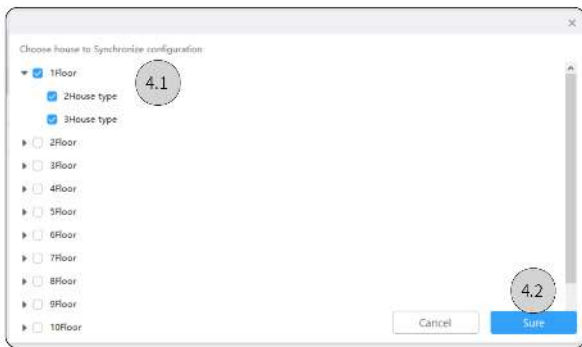 ×
Choose house to Synchronize configuration
1Floor
4.1
2House type
3House type
2Floor
3Floor
4Floor
5Floor
6Floor
7Floor
8Floor
9Floor
4.2
10Floor
Cancel
Sure